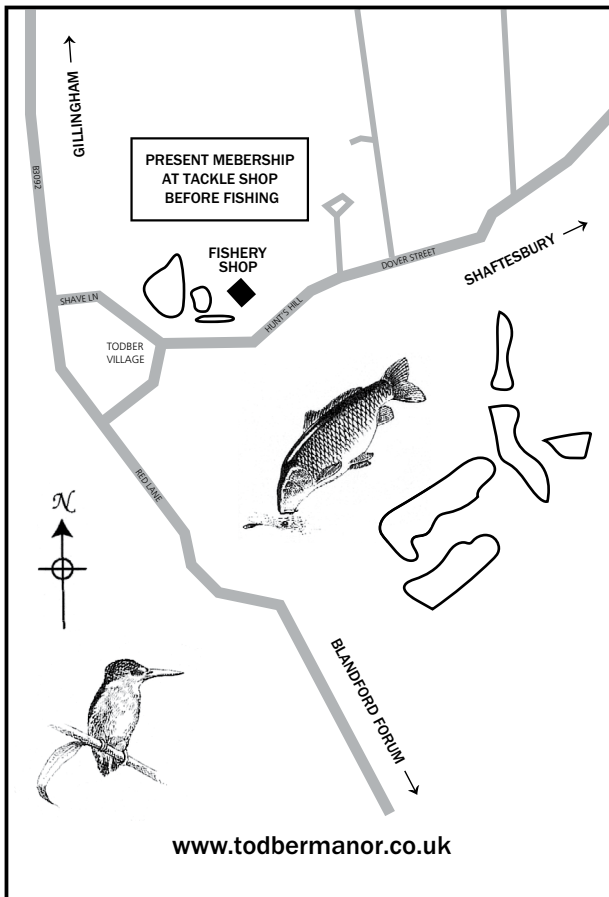 GILLINGHAM
B3092
PRESENT MEBERSHIP
AT TACKLE SHOP
BEFORE FISHING
FISHERY
SHOP
SHAFTESBURY
DOVER STREET
SHAVE LN
HUNT'S HILL
TODBER
VILLAGE
RED LANE
N
BLANDFORD FORUM
www.todbermanor.co.uk